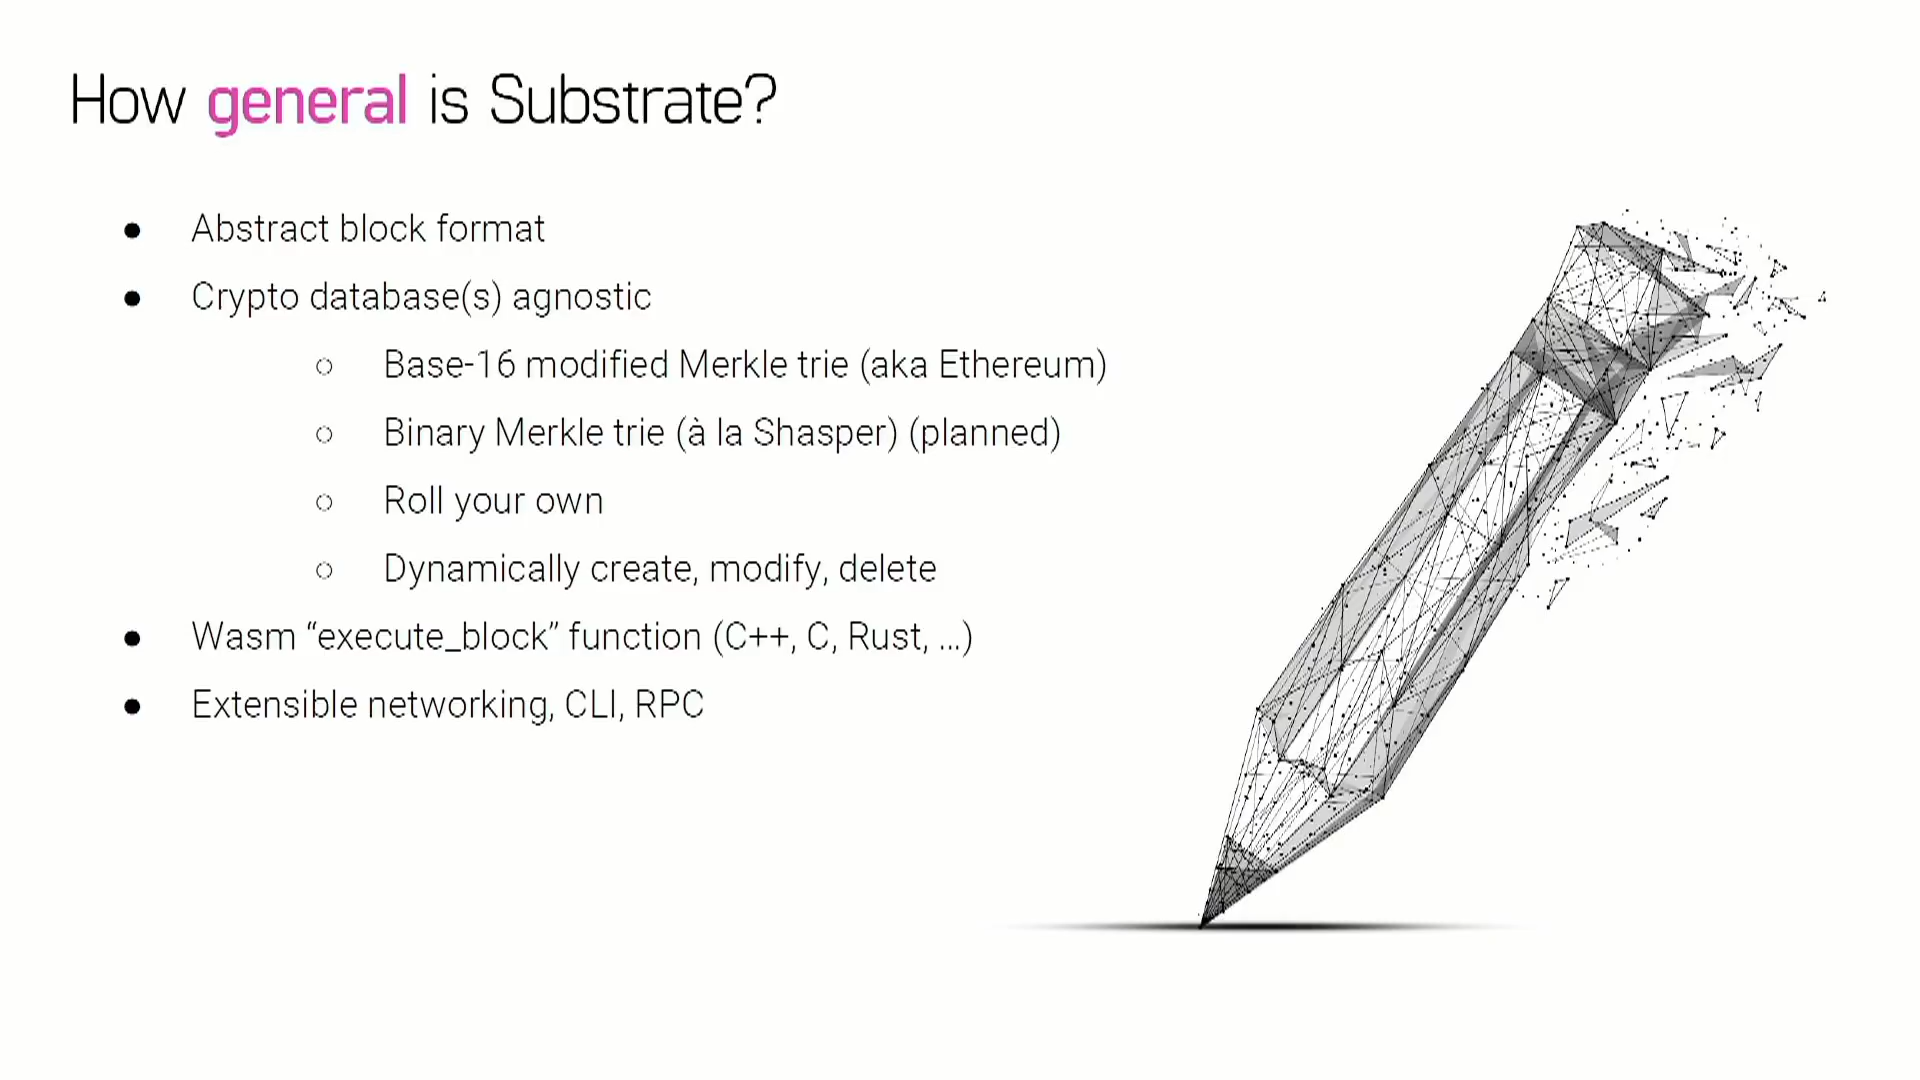 How general is Substrate?
● Abstract block format
● Crypto database(s) agnostic
○ Base-16 modified Merkle trie (aka Ethereum)
○ Binary Merkle trie (à la Shasper) (planned)
○ Roll your own
○ Dynamically create, modify, delete
● Wasm “execute_block” function (C++, C, Rust, ...)
● Extensible networking, CLI, RPC